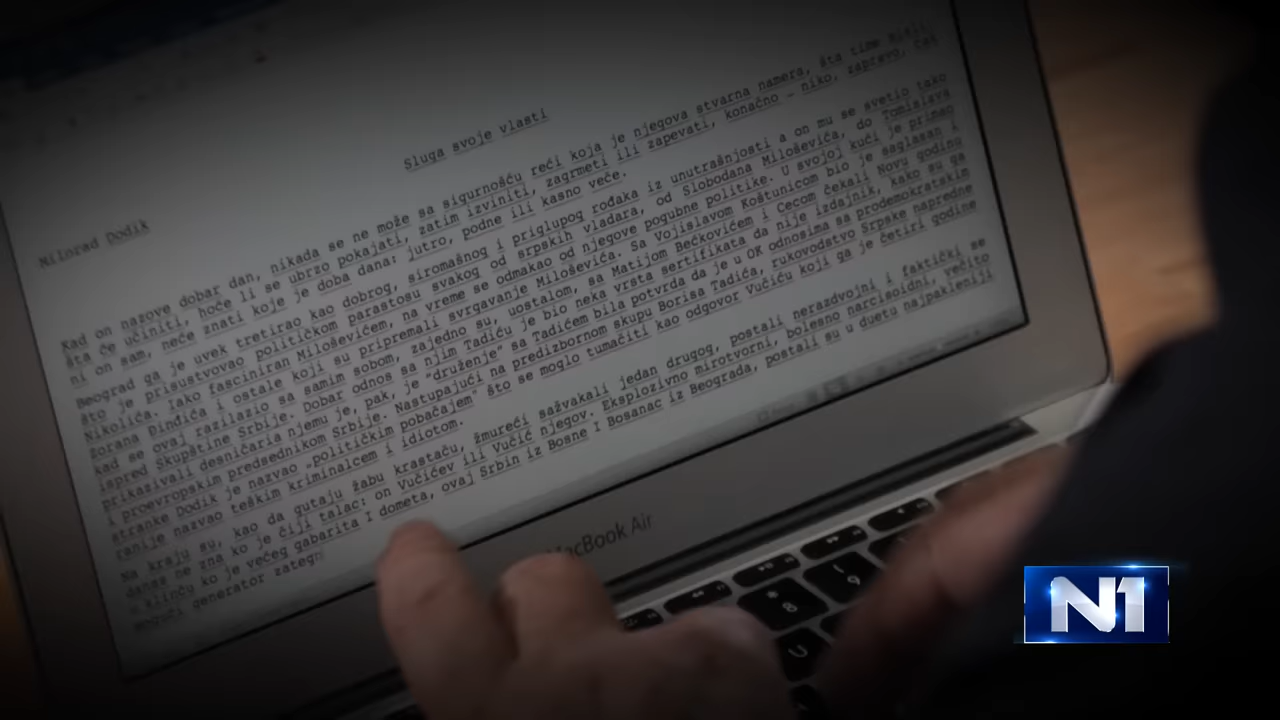 Sluga svoje vlasti
Milorad Dodik
Kad on nazove dobar dan, nikada se ne može sa sigurnošću reći koja je njegova stvarna namera, šta time misli,
šta će učiniti, hoće li se ubrzo pokajati, zatim izviniti, zagrmeti ili zapevati, konačno – niko, zapravo, čak
ni on sam, neće znati koje je doba dana: jutro, podne ili kasno veče.
Beograd ga je uvek tretirao kao dobrog, siromašnog i priglupog rođaka iz unutrašnjosti a on mu se svetio tako
što je prisustvovao političkom parastosu svakog od srpskih vladara, od Slobodana Miloševića, do Tomislava
Nikolića. Iako fasciniran Miloševićem, na vreme se odmakao od njegove pogubne politike. U svojoj kući je primao
Zorana Đinđića i ostale koji su pripremali svrgavanje Miloševića. Sa Vojislavom Koštunicom bio je saglasan i
kad se ovaj razilazio sa samim sobom, zajedno su, uostalom, sa Matijom Bećkovićem i Cecom čekali Novu godinu
ispred Skupštine Srbije. Dobar odnos sa njim Tadiću je bio neka vrsta sertifikata da nije izdajnik, kako su ga
prikazivali desničaria njemu je, pak, je "druženje" sa Tadićem bila potvrda da je u OK odnosima sa prodemokratskim
i proevropskim predsednikom Srbije. Nastupajući na predizbornom skupu Borisa Tadića, rukovodstvo Srpske napredne
stranke Dodik je nazvao „političkim pobačajem" što se moglo tumačiti kao odgovor Vučiću koji ga je četiri godine
ranije nazvao teškim kriminalcem i idiotom.
Na kraju su, kao da gutaju žabu krastaču, žmureći sažvakali jedan drugog, postali nerazdvojni i faktički se
danas ne zna ko je čiji talac: on Vučićev ili Vučić njegov. Eksplozivno mirotvorni, bolesno narcisoidni, večito
u klinču ko je većeg gabarita I dometa, ovaj Srbin iz Bosne I Bosanac iz Beograda, postali su u duetu najpakleniji
mogući generator zategn
MacBook Air
8
9
U
N1